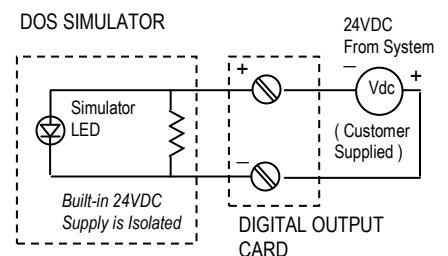 DOS SIMULATOR
24VDC
From System
+
−
Vdc
+
Simulator
LED
( Customer
Supplied )
−
Built-in 24VDC
Supply is Isolated
DIGITAL OUTPUT
CARD